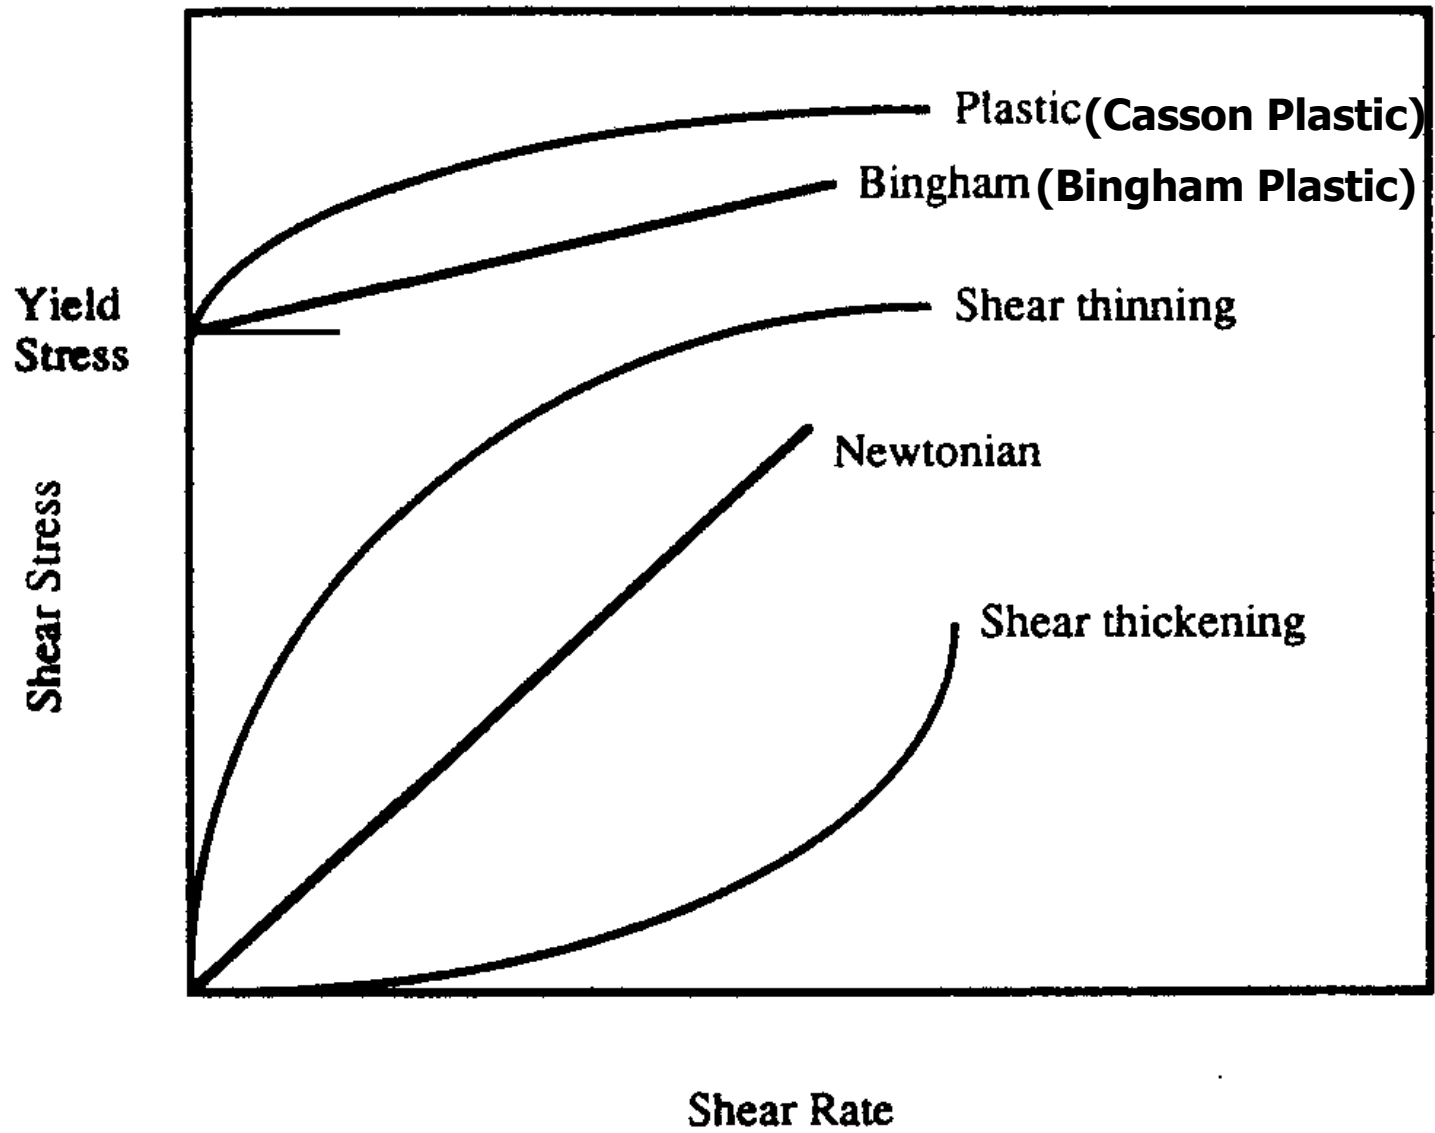 Plastic (Casson Plastic)
Bingham (Bingham Plastic)
Yield
Stress
Shear thinning
Newtonian
Shear Stress
Shear thickening
Shear Rate